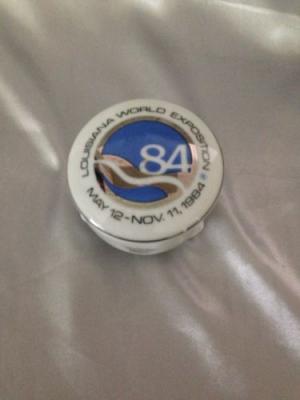 LOUISIANA WORLD EXPOSITION
84
MAY 12-NOV. 11, 1984